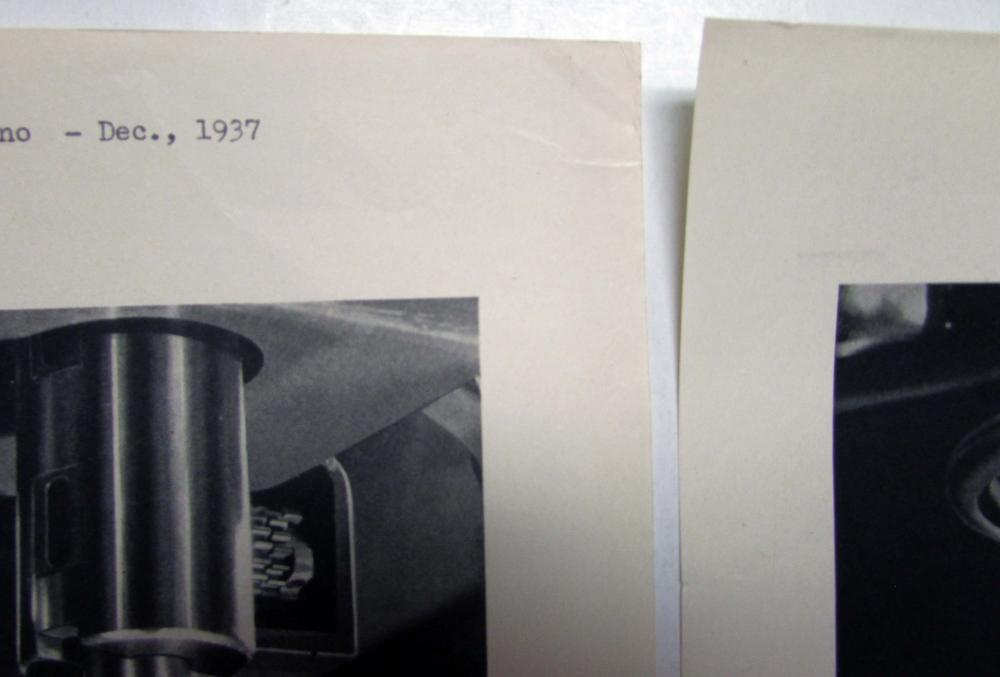 no - Dec., 1937